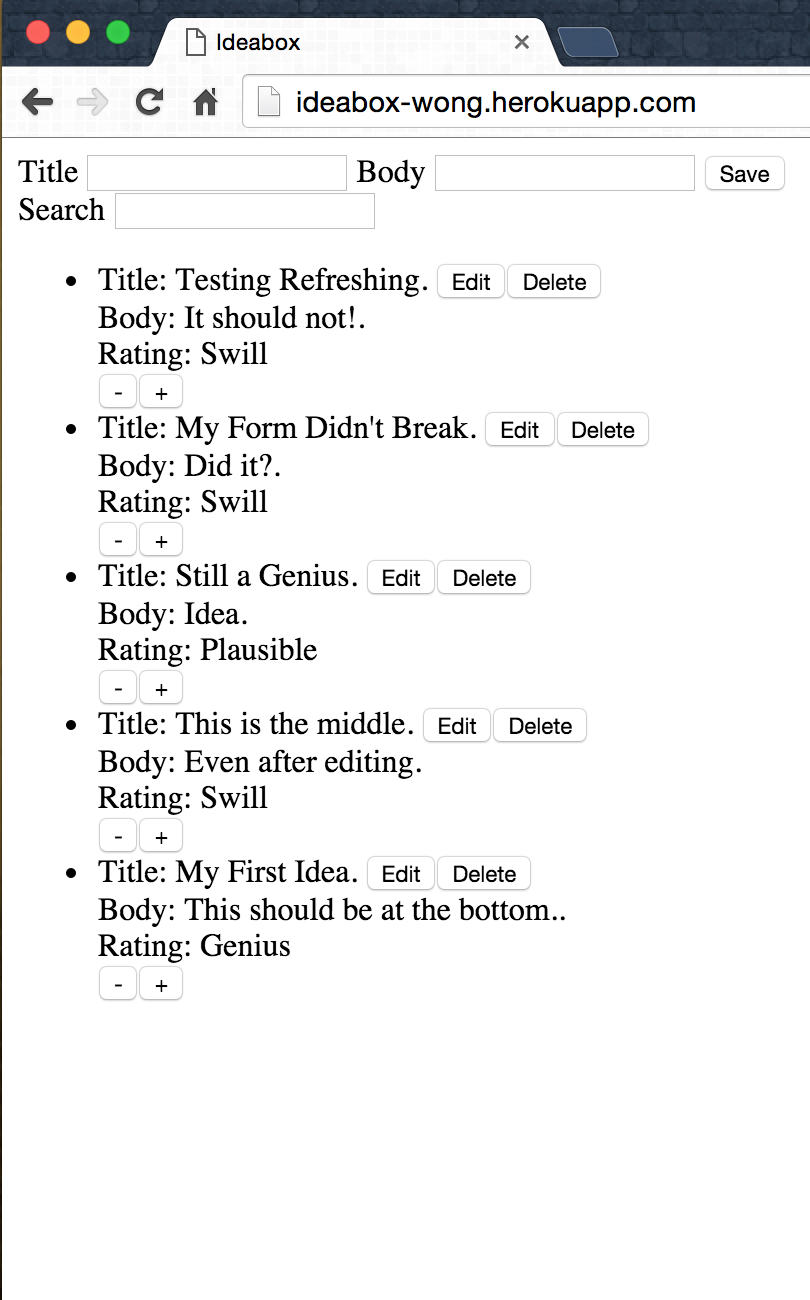 Ideabox
ideabox-wong.herokuapp.com
Title Body Save
Search
Title: Testing Refreshing. Edit Delete
Body: It should not!.
Rating: Swill
- +
Title: My Form Didn't Break. Edit Delete
Body: Did it?.
Rating: Swill
- +
Title: Still a Genius. Edit Delete
Body: Idea.
Rating: Plausible
- +
Title: This is the middle. Edit Delete
Body: Even after editing.
Rating: Swill
- +
Title: My First Idea. Edit Delete
Body: This should be at the bottom..
Rating: Genius
- +